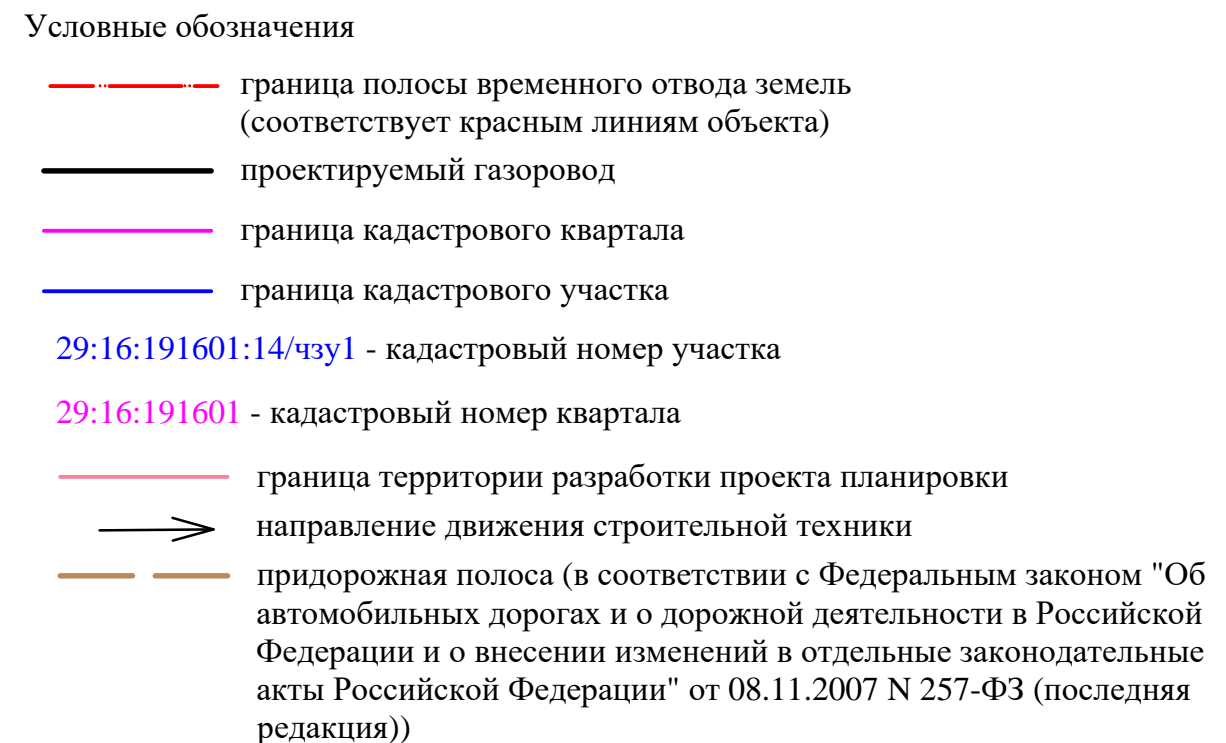 Условные обозначения
граница полосы временного отвода земель
(соответствует красным линиям объекта)
проектируемый газоровод
граница кадастрового квартала
граница кадастрового участка
29:16:191601:14/чзу1 - кадастровый номер участка
29:16:191601 - кадастровый номер квартала
граница территории разработки проекта планировки
направление движения строительной техники
придорожная полоса (в соответствии с Федеральным законом "Об
автомобильных дорогах и о дорожной деятельности в Российской
Федерации и о внесении изменений в отдельные законодательные
акты Российской Федерации" от 08.11.2007 N 257-ФЗ (последняя
редакция))